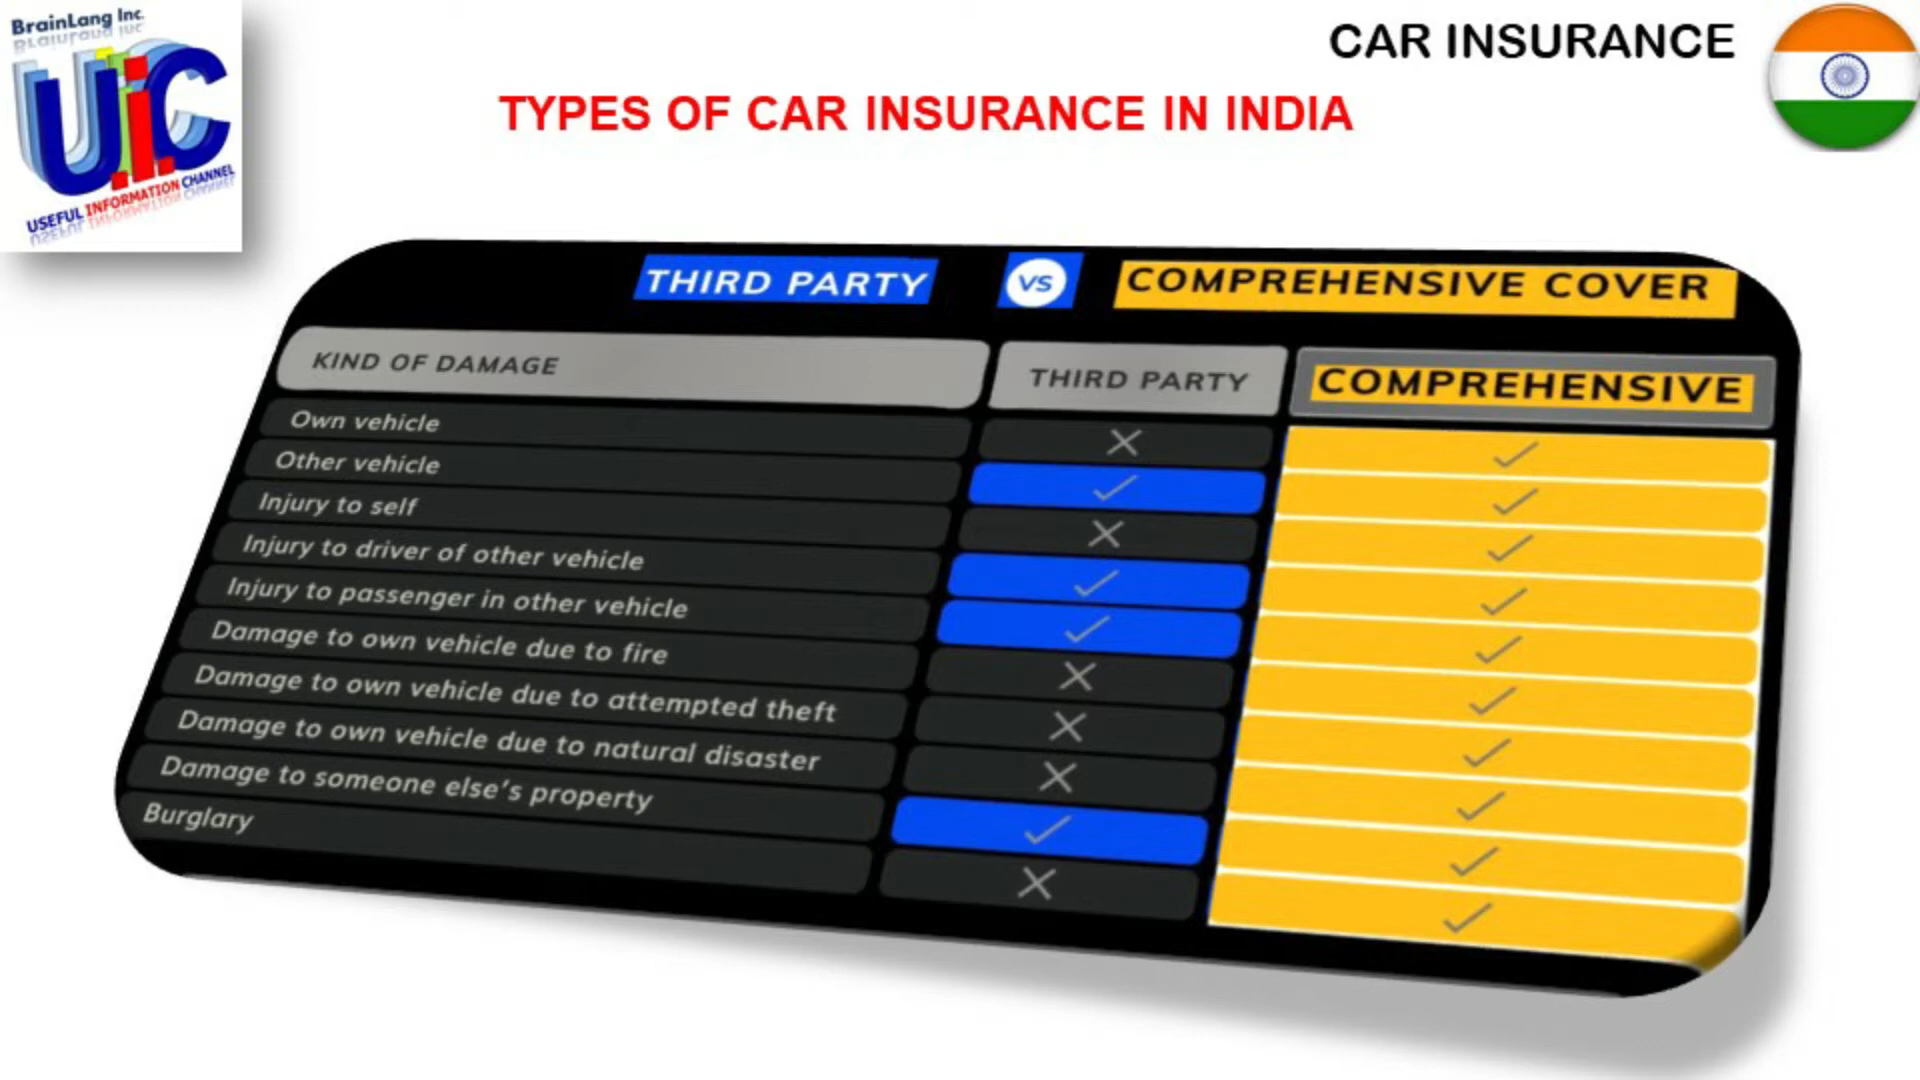 BrainLang Inc.
U.i.C
USEFUL INFORMATION CHANNEL
CAR INSURANCE
TYPES OF CAR INSURANCE IN INDIA
THIRD PARTY VS COMPREHENSIVE COVER
KIND OF DAMAGE THIRD PARTY COMPREHENSIVE
Own vehicle
Other vehicle
Injury to self
Injury to driver of other vehicle
Injury to passenger in other vehicle
Damage to own vehicle due to fire
Damage to own vehicle due to attempted theft
Damage to own vehicle due to natural disaster
Damage to someone else's property
Burglary